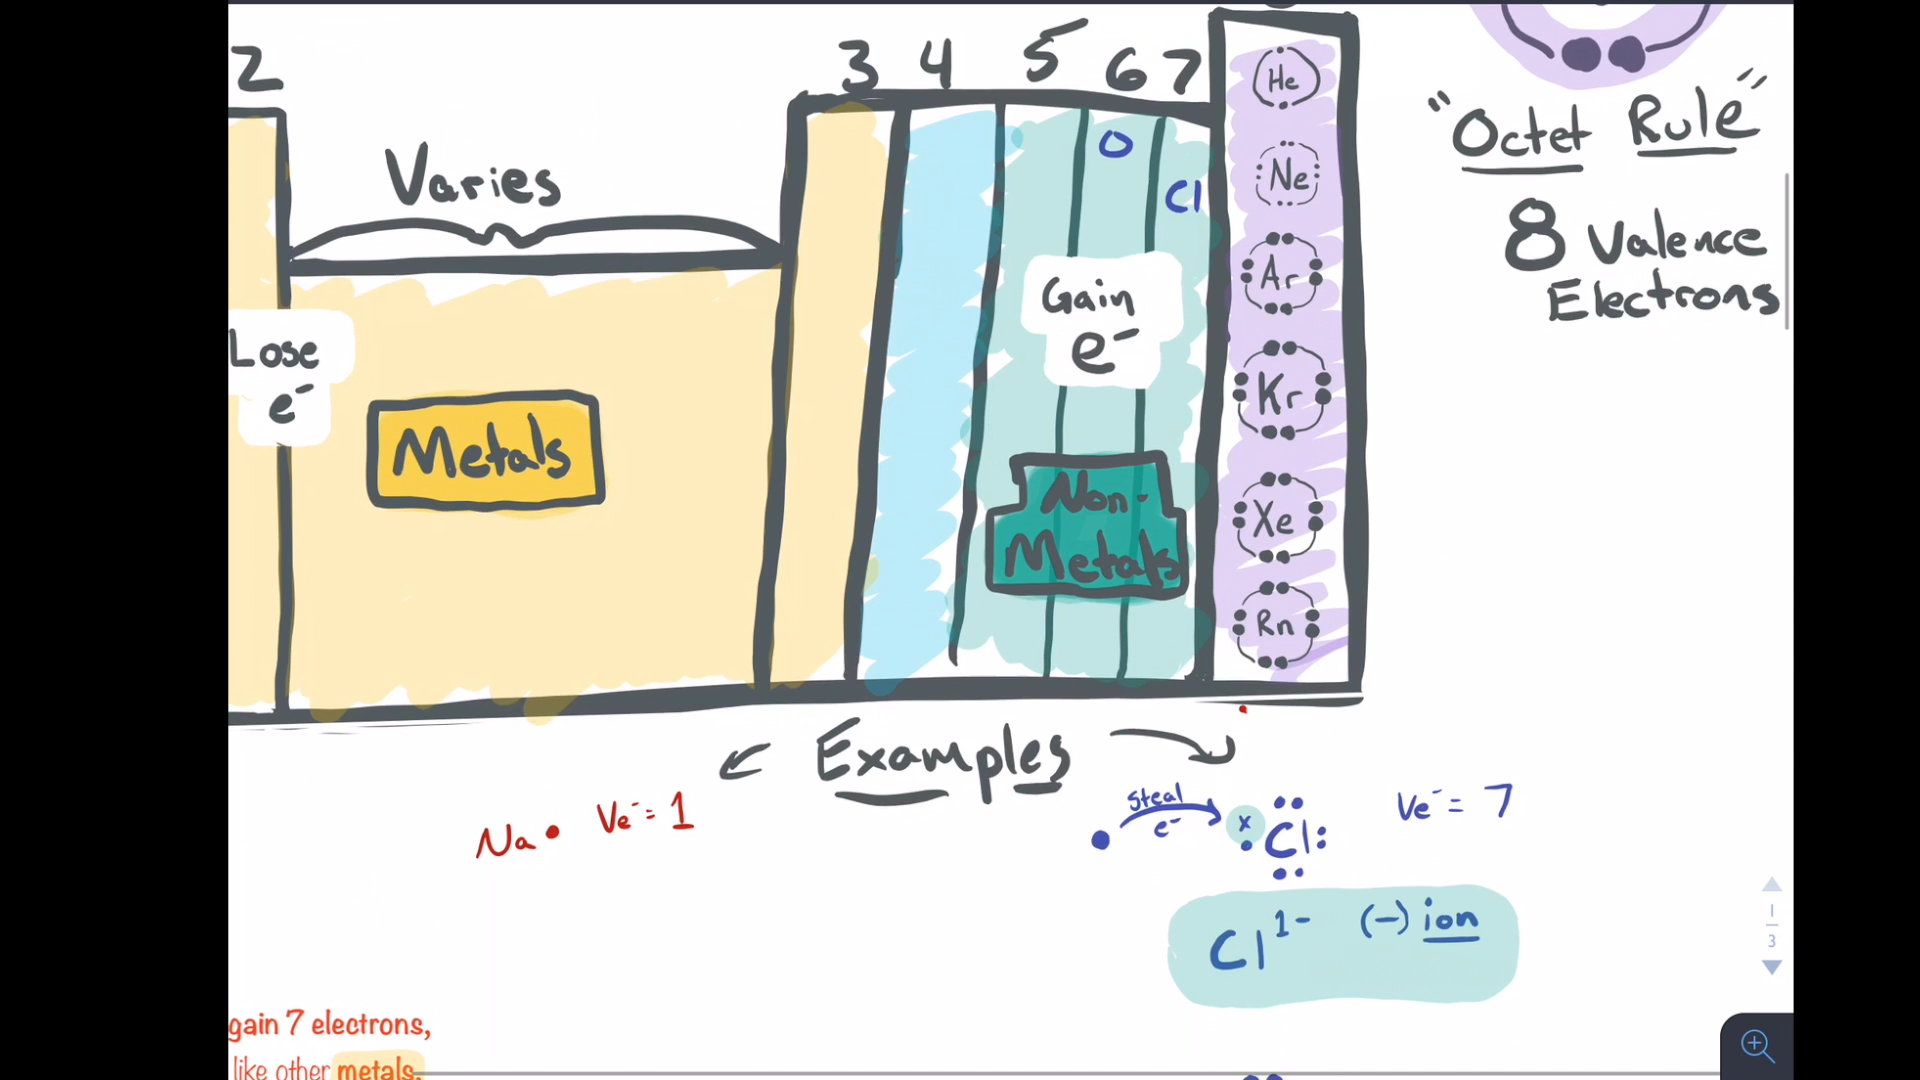 2
3 4 5 6 7
Varies
Lose
e⁻
Metals
O
Cl
Gain
e⁻
Non-
Metals
He
Ne
Ar
Kr
Xe
Rn
"Octet Rule"
8 Valence
Electrons
Examples
Na• Ve⁻ = 1
steal
e⁻
x
Cl
Ve⁻ = 7
Cl¹⁻ (−) ion
1
3
gain 7 electrons,
like other metals.